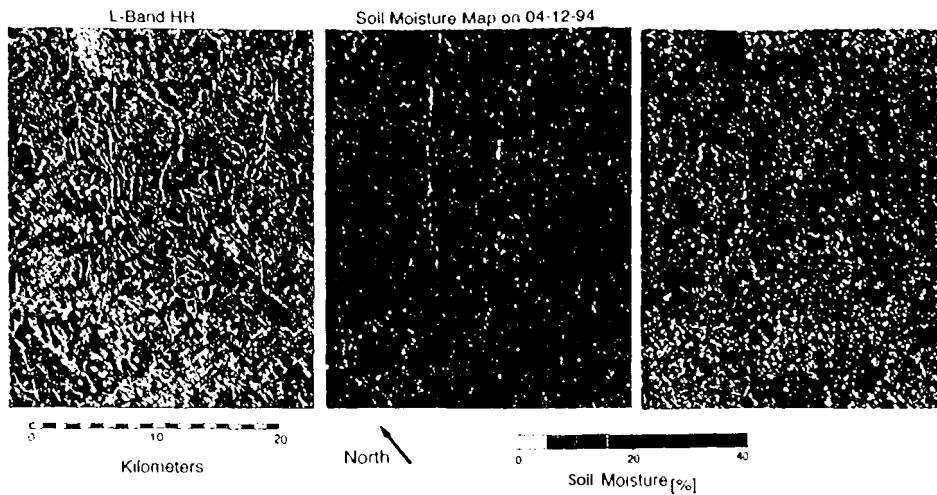 L-Band HH
Soil Moisture Map on 04-12-94
0 10 20
Kilometers
North
0 20 40
Soil Moisture [%]